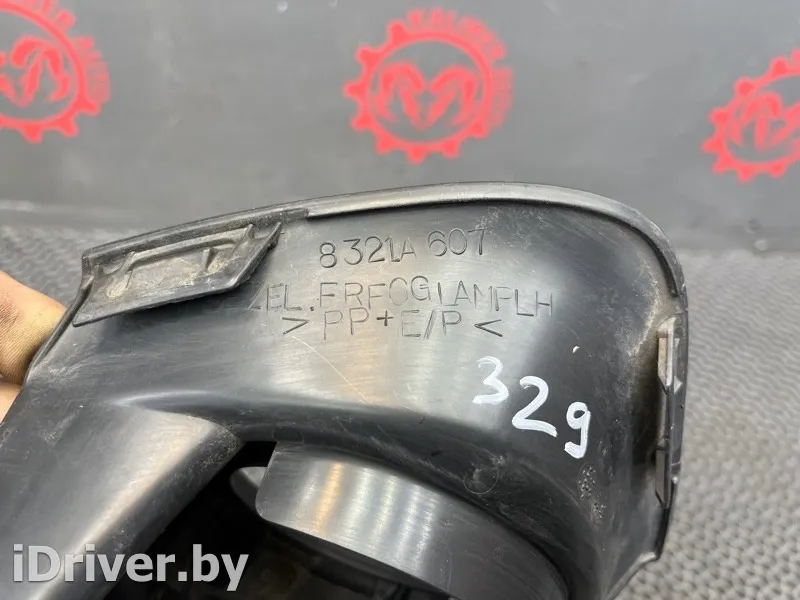 8321A607
ZEL.FRFOGLAMPLH
>PP+E/P<
32g
iDriver.by